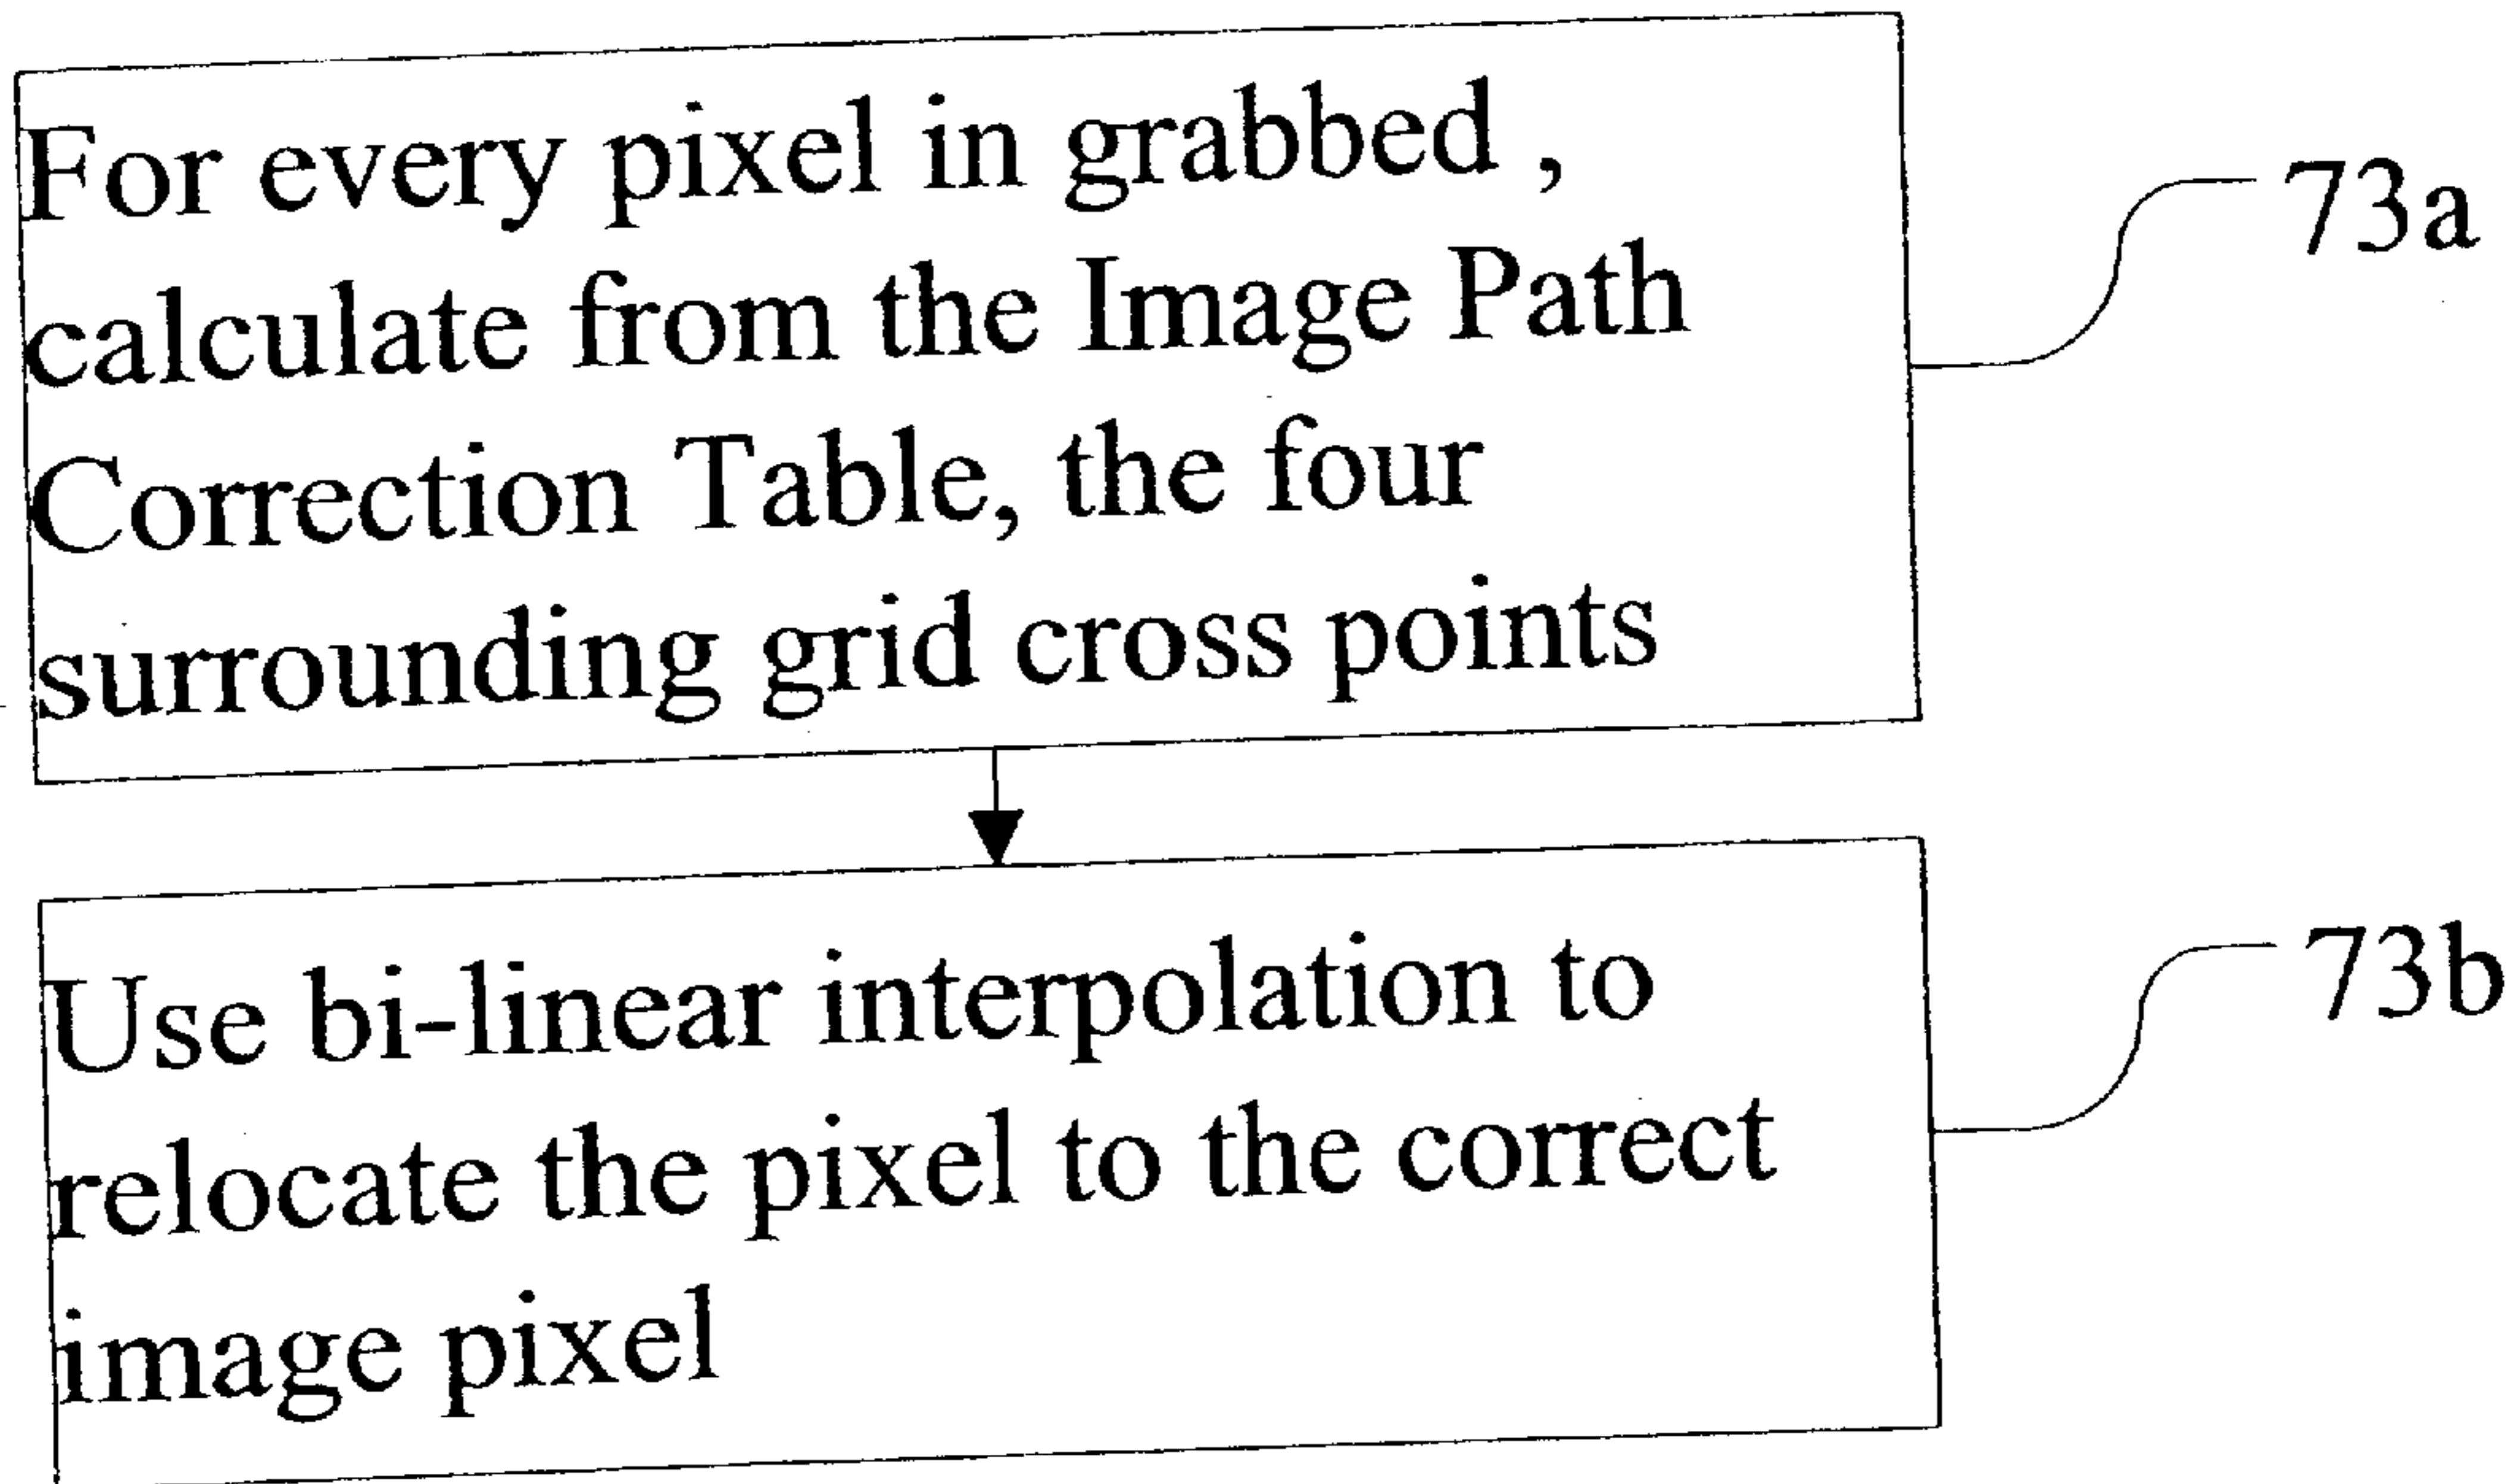 For every pixel in grabbed ,
calculate from the Image Path
Correction Table, the four
surrounding grid cross points
73a
Use bi-linear interpolation to
relocate the pixel to the correct
image pixel
73b